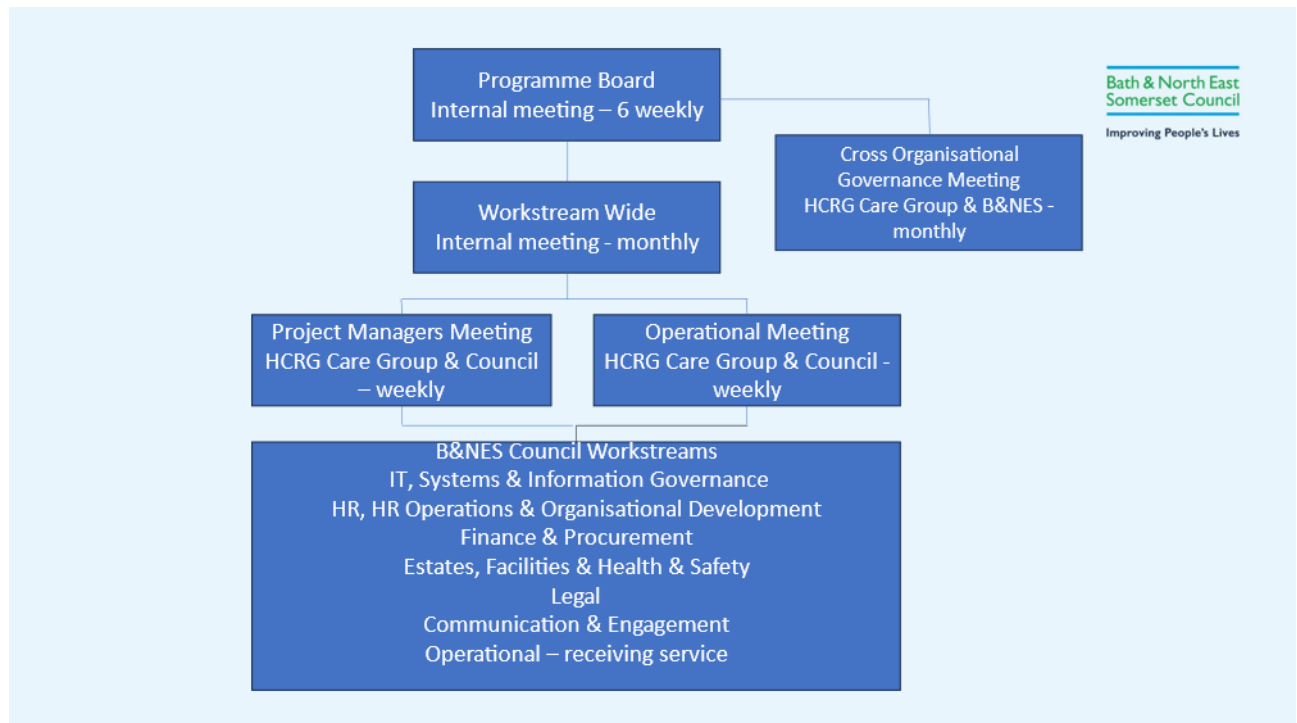 Programme Board
Internal meeting – 6 weekly
Bath & North East
Somerset Council
Improving People's Lives
Cross Organisational
Governance Meeting
HCRG Care Group & B&NES -
monthly
Workstream Wide
Internal meeting - monthly
Project Managers Meeting
HCRG Care Group & Council
– weekly
Operational Meeting
HCRG Care Group & Council -
weekly
B&NES Council Workstreams
IT, Systems & Information Governance
HR, HR Operations & Organisational Development
Finance & Procurement
Estates, Facilities & Health & Safety
Legal
Communication & Engagement
Operational – receiving service